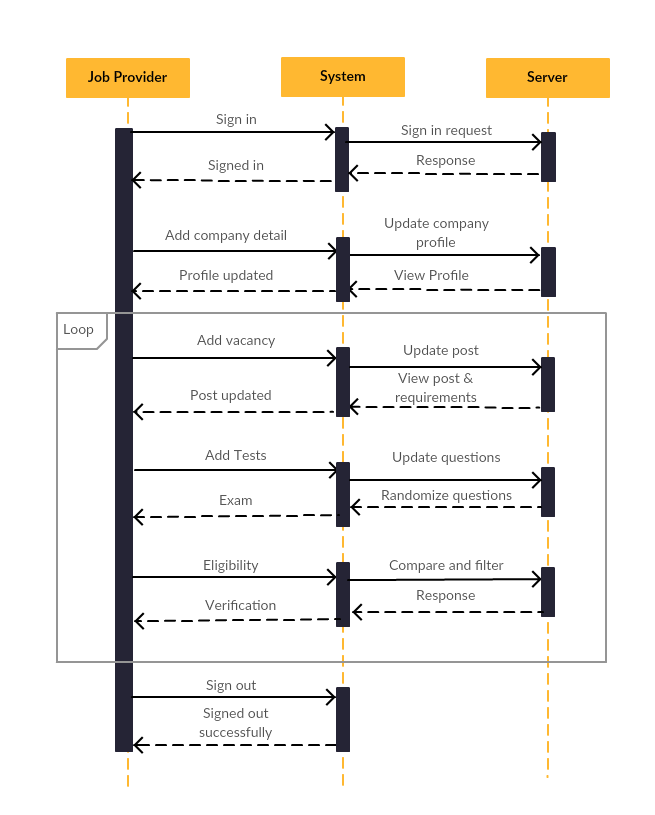 Job Provider
System
Server
Sign in
Sign in request
Response
Signed in
Add company detail
Update company
profile
Profile updated
View Profile
Loop
Add vacancy
Update post
View post &
requirements
Post updated
Add Tests
Update questions
Randomize questions
Exam
Eligibility
Compare and filter
Response
Verification
Sign out
Signed out
successfully